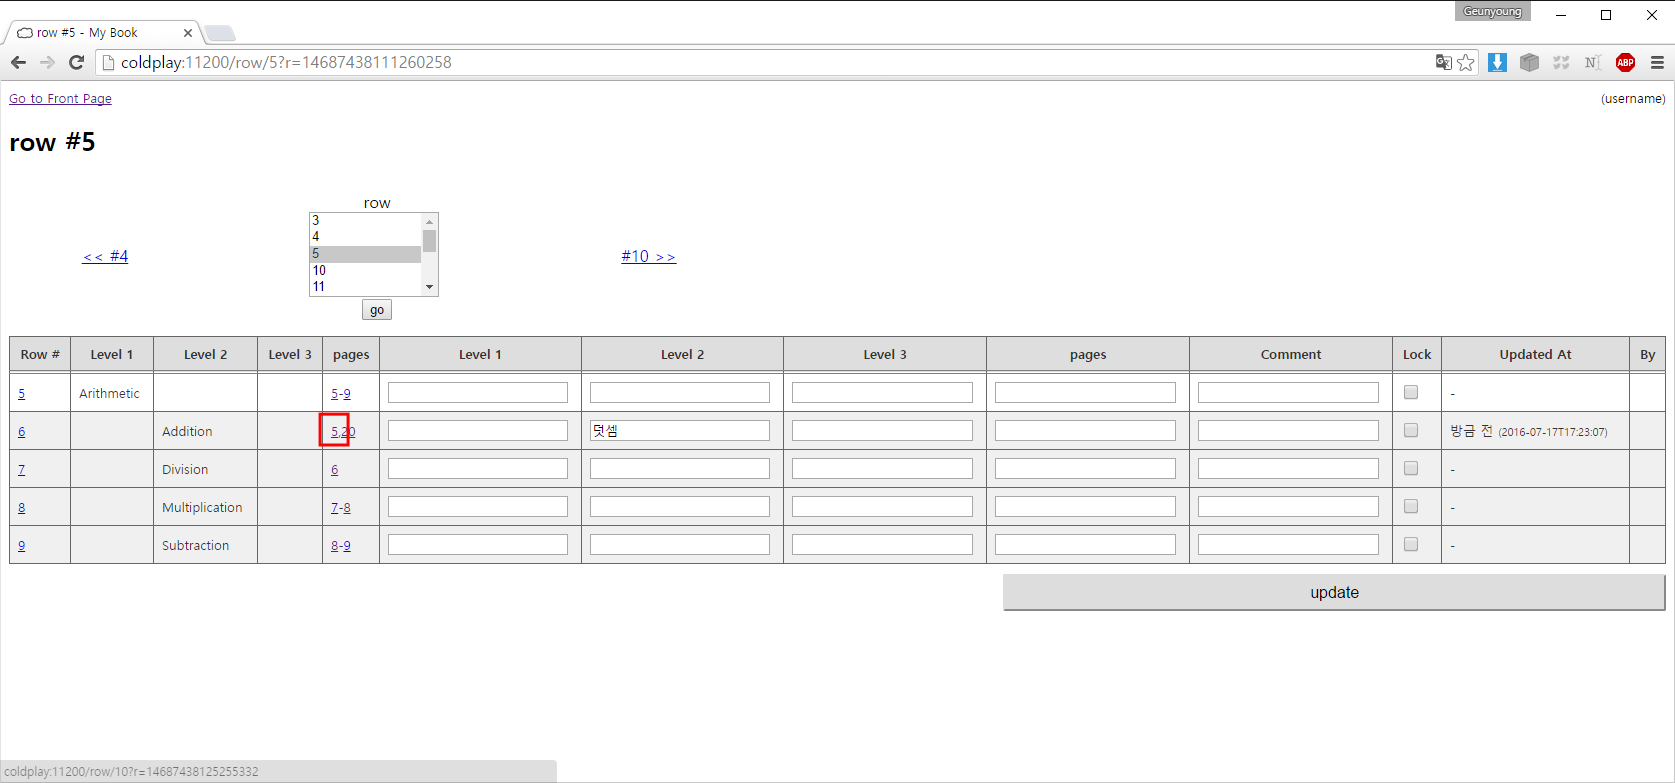 Geunyoung
row #5 - My Book
coldplay:11200/row/5?r=14687438111260258
ABP
Go to Front Page
(username)
row #5
row
3
4
5
10
11
<< #4
#10 >>
go
Row # Level 1 Level 2 Level 3 pages Level 1 Level 2 Level 3 pages Comment Lock Updated At By
5 Arithmetic 5-9 -
6 Addition 5,20 덧셈 방금 전 (2016-07-17T17:23:07)
7 Division 6 -
8 Multiplication 7-8 -
9 Subtraction 8-9 -
update
coldplay:11200/row/10?r=14687438125255332